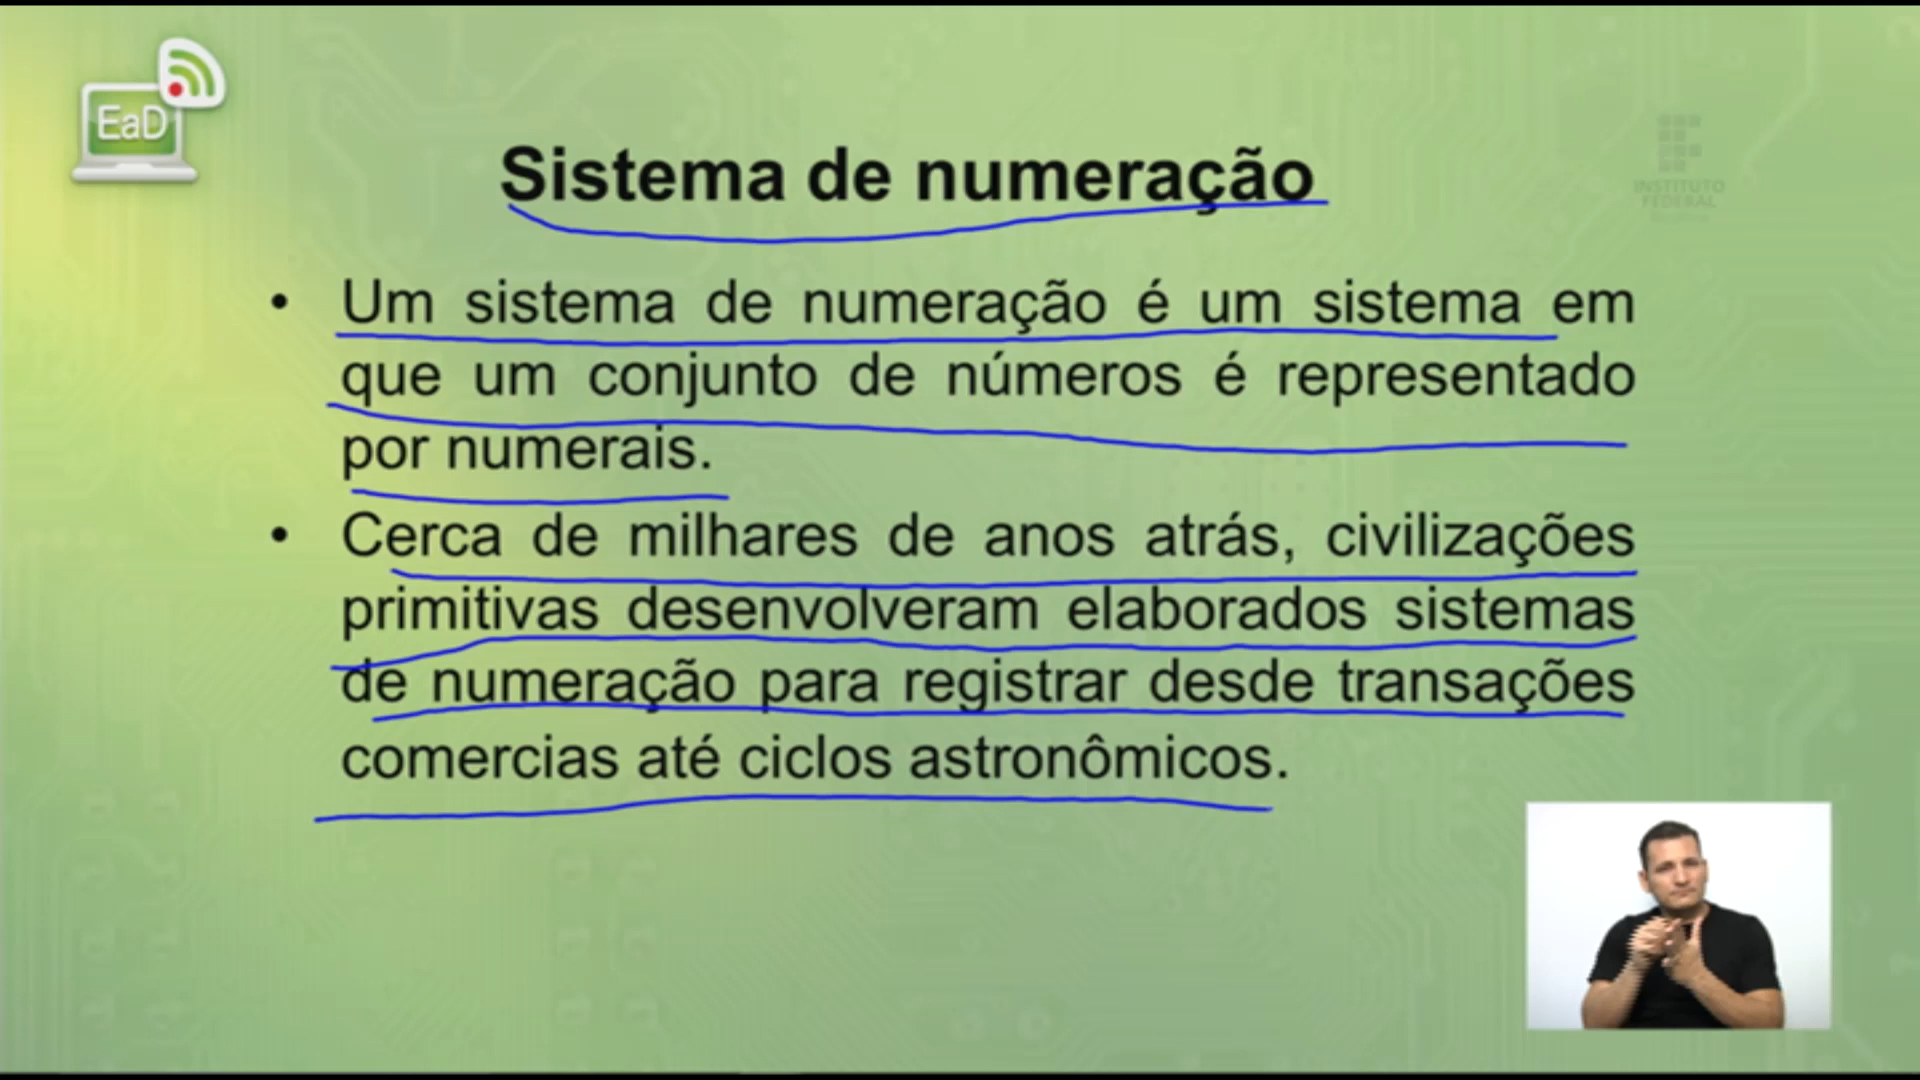 EaD
Sistema de numeração
INSTITUTO
FEDERAL
• Um sistema de numeração é um sistema em
que um conjunto de números é representado
por numerais.
• Cerca de milhares de anos atrás, civilizações
primitivas desenvolveram elaborados sistemas
de numeração para registrar desde transações
comercias até ciclos astronômicos.